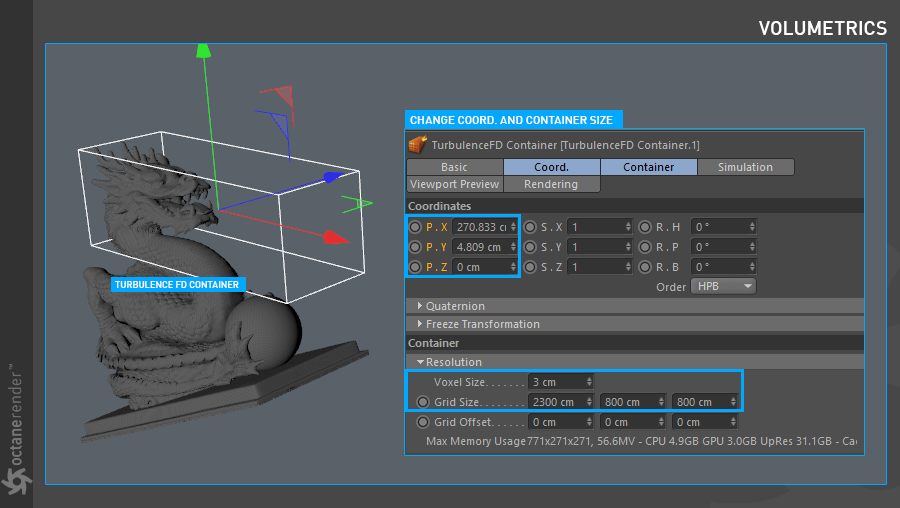 VOLUMETRICS
CHANGE COORD. AND CONTAINER SIZE
TurbulenceFD Container [TurbulenceFD Container.1]
Basic Coord. Container Simulation
Viewport Preview Rendering
Coordinates
P . X 270.833 cm S . X 1 R . H 0 °
P . Y 4.809 cm S . Y 1 R . P 0 °
P . Z 0 cm S . Z 1 R . B 0 °
Order HPB
Quaternion
Freeze Transformation
Container
Resolution
Voxel Size. . . . . . . 3 cm
Grid Size. . . . . . . . 2300 cm 800 cm 800 cm
Grid Offset. . . . . . 0 cm 0 cm 0 cm
Max Memory Usage 771x271x271, 56.6MV - CPU 4.9GB GPU 3.0GB UpRes 31.1GB - Ca
TURBULENCE FD CONTAINER
octanerender™